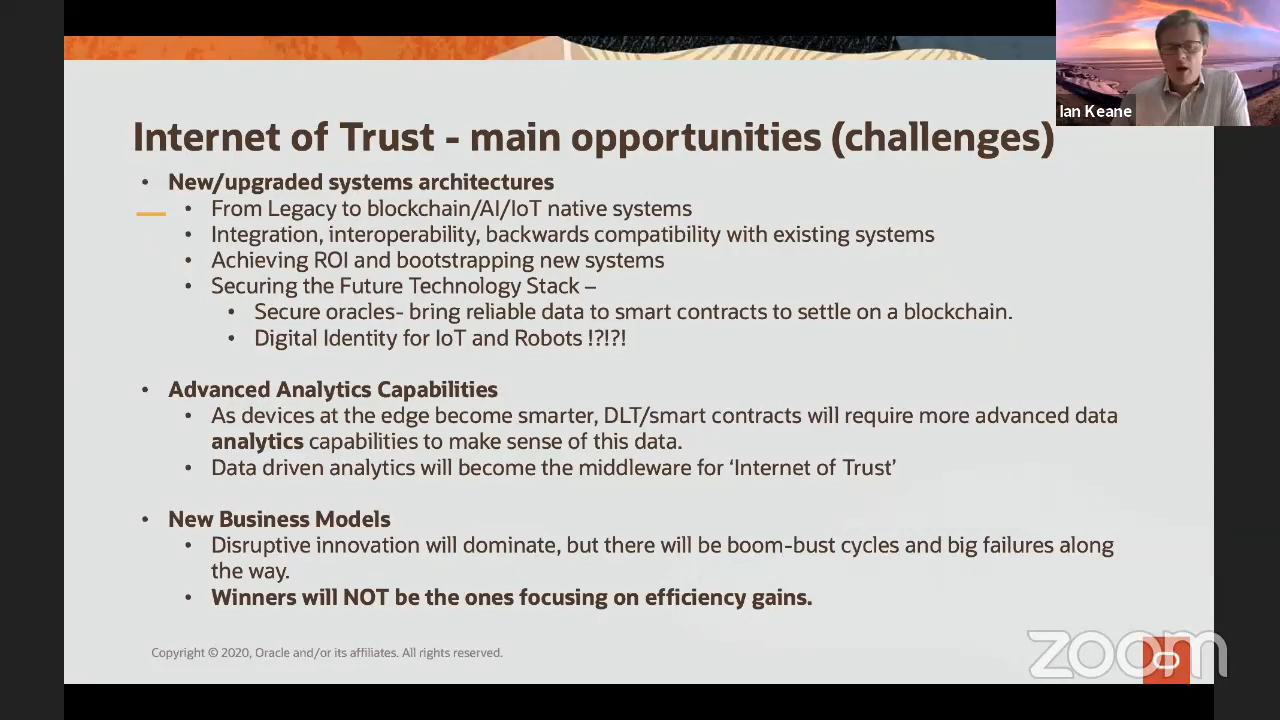 Ian Keane
Internet of Trust - main opportunities (challenges)
• New/upgraded systems architectures
• From Legacy to blockchain/AI/IoT native systems
• Integration, interoperability, backwards compatibility with existing systems
• Achieving ROI and bootstrapping new systems
• Securing the Future Technology Stack –
• Secure oracles- bring reliable data to smart contracts to settle on a blockchain.
• Digital Identity for IoT and Robots !?!?!
• Advanced Analytics Capabilities
• As devices at the edge become smarter, DLT/smart contracts will require more advanced data
analytics capabilities to make sense of this data.
• Data driven analytics will become the middleware for ‘Internet of Trust’
• New Business Models
• Disruptive innovation will dominate, but there will be boom-bust cycles and big failures along
the way.
• Winners will NOT be the ones focusing on efficiency gains.
Copyright © 2020, Oracle and/or its affiliates. All rights reserved.
zoom